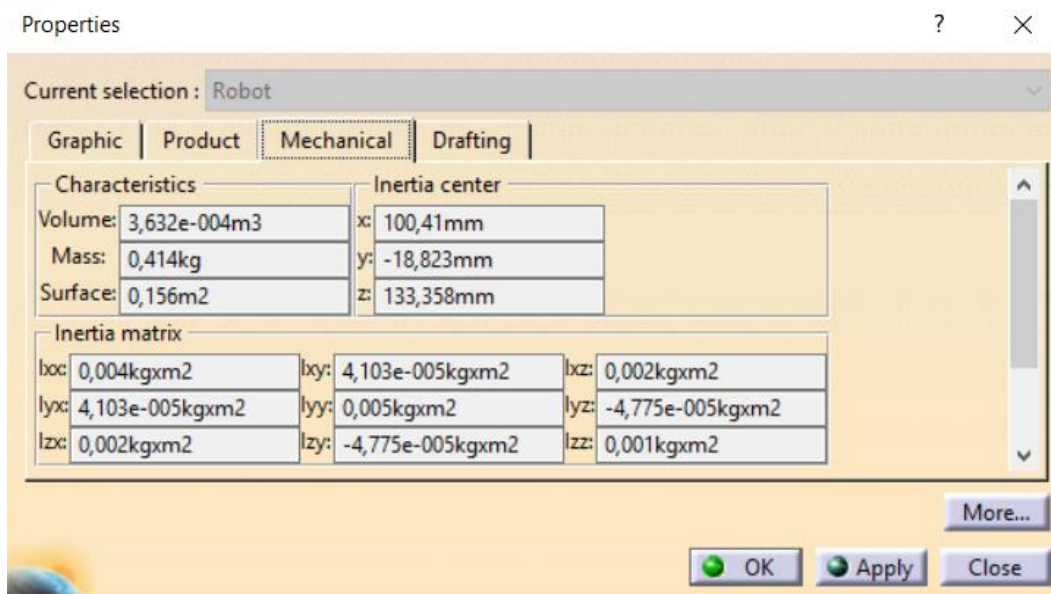 Properties ? ×
Current selection : Robot
Graphic Product Mechanical Drafting
Characteristics Inertia center
Volume: 3,632e-004m3 x: 100,41mm
Mass: 0,414kg y: -18,823mm
Surface: 0,156m2 z: 133,358mm
Inertia matrix
Ixx: 0,004kgxm2 Ixy: 4,103e-005kgxm2 Ixz: 0,002kgxm2
Iyx: 4,103e-005kgxm2 Iyy: 0,005kgxm2 Iyz: -4,775e-005kgxm2
Izx: 0,002kgxm2 Izy: -4,775e-005kgxm2 Izz: 0,001kgxm2
More...
OK Apply Close